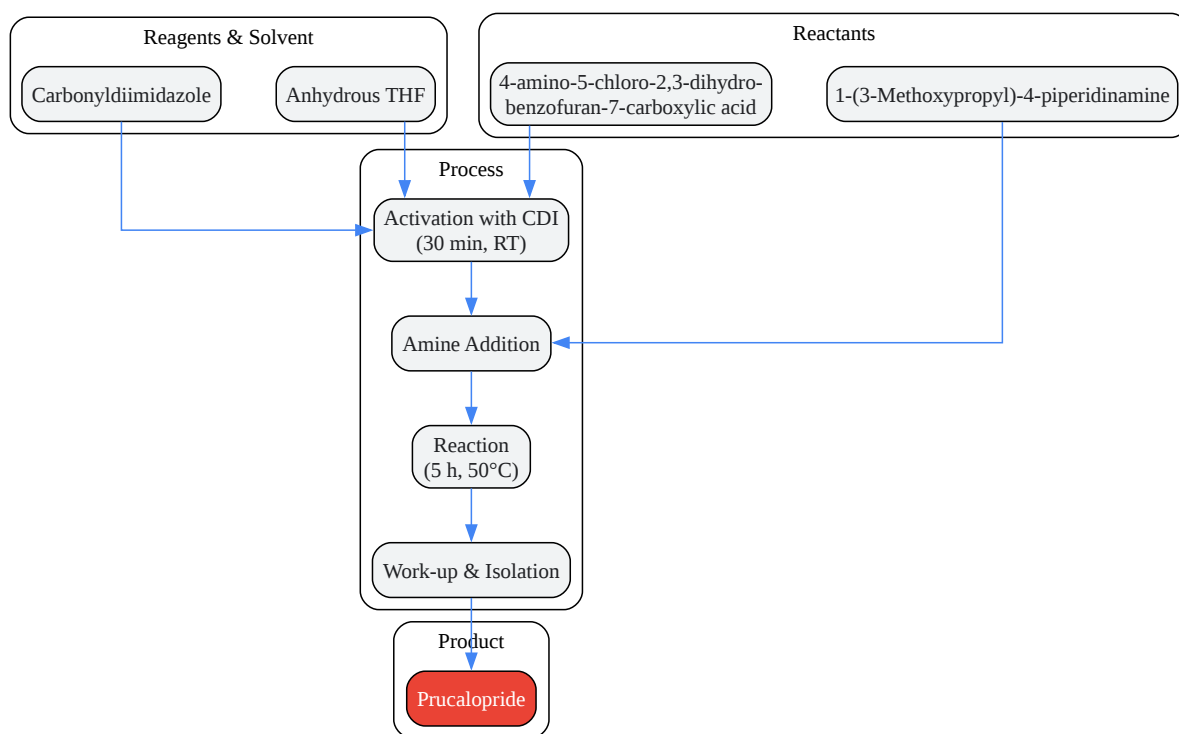 Reagents & Solvent
Carbonyldiimidazole
Anhydrous THF
Reactants
4-amino-5-chloro-2,3-dihydro-
benzofuran-7-carboxylic acid
1-(3-Methoxypropyl)-4-piperidinamine
Process
Activation with CDI
(30 min, RT)
Amine Addition
Reaction
(5 h, 50°C)
Work-up & Isolation
Product
Prucalopride